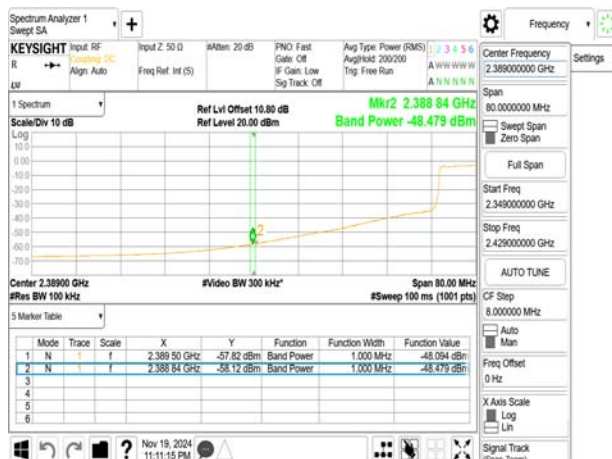 Spectrum Analyzer 1
Swept SA
Frequency
KEYSIGHT Input: RF Input Z: 50 Ω #Atten: 20 dB PNO: Fast Avg Type: Power (RMS) 1 2 3 4 5 6
R Coupling: DC Gate: Off Avg|Hold: 200/200 A W W W W W
Align: Auto Freq Ref: Int (S) IF Gain: Low Trig: Free Run
Sig Track: Off A N N N N N
LW
1 Spectrum
Scale/Div 10 dB
Ref Lvl Offset 10.80 dB
Ref Level 20.00 dBm
Mkr2 2.388 84 GHz
Band Power -48.479 dBm
Log
10.0
0.00
-10.0
-20.0
-30.0
-40.0
-50.0
-60.0
-70.0
2
Center 2.38900 GHz #Video BW 300 kHz* Span 80.00 MHz
#Res BW 100 kHz #Sweep 100 ms (1001 pts)
5 Marker Table
Mode Trace Scale X Y Function Function Width Function Value
1 N 1 f 2.389 50 GHz -57.82 dBm Band Power 1.000 MHz -48.094 dBm
2 N 1 f 2.388 84 GHz -58.12 dBm Band Power 1.000 MHz -48.479 dBm
3
4
5
6
Nov 19, 2024
11:11:15 PM
Center Frequency
2.389000000 GHz
Settings
Span
80.0000000 MHz
Swept Span
Zero Span
Full Span
Start Freq
2.349000000 GHz
Stop Freq
2.429000000 GHz
AUTO TUNE
CF Step
8.000000 MHz
Auto
Man
Freq Offset
0 Hz
X Axis Scale
Log
Lin
Signal Track
(Span Zoom)